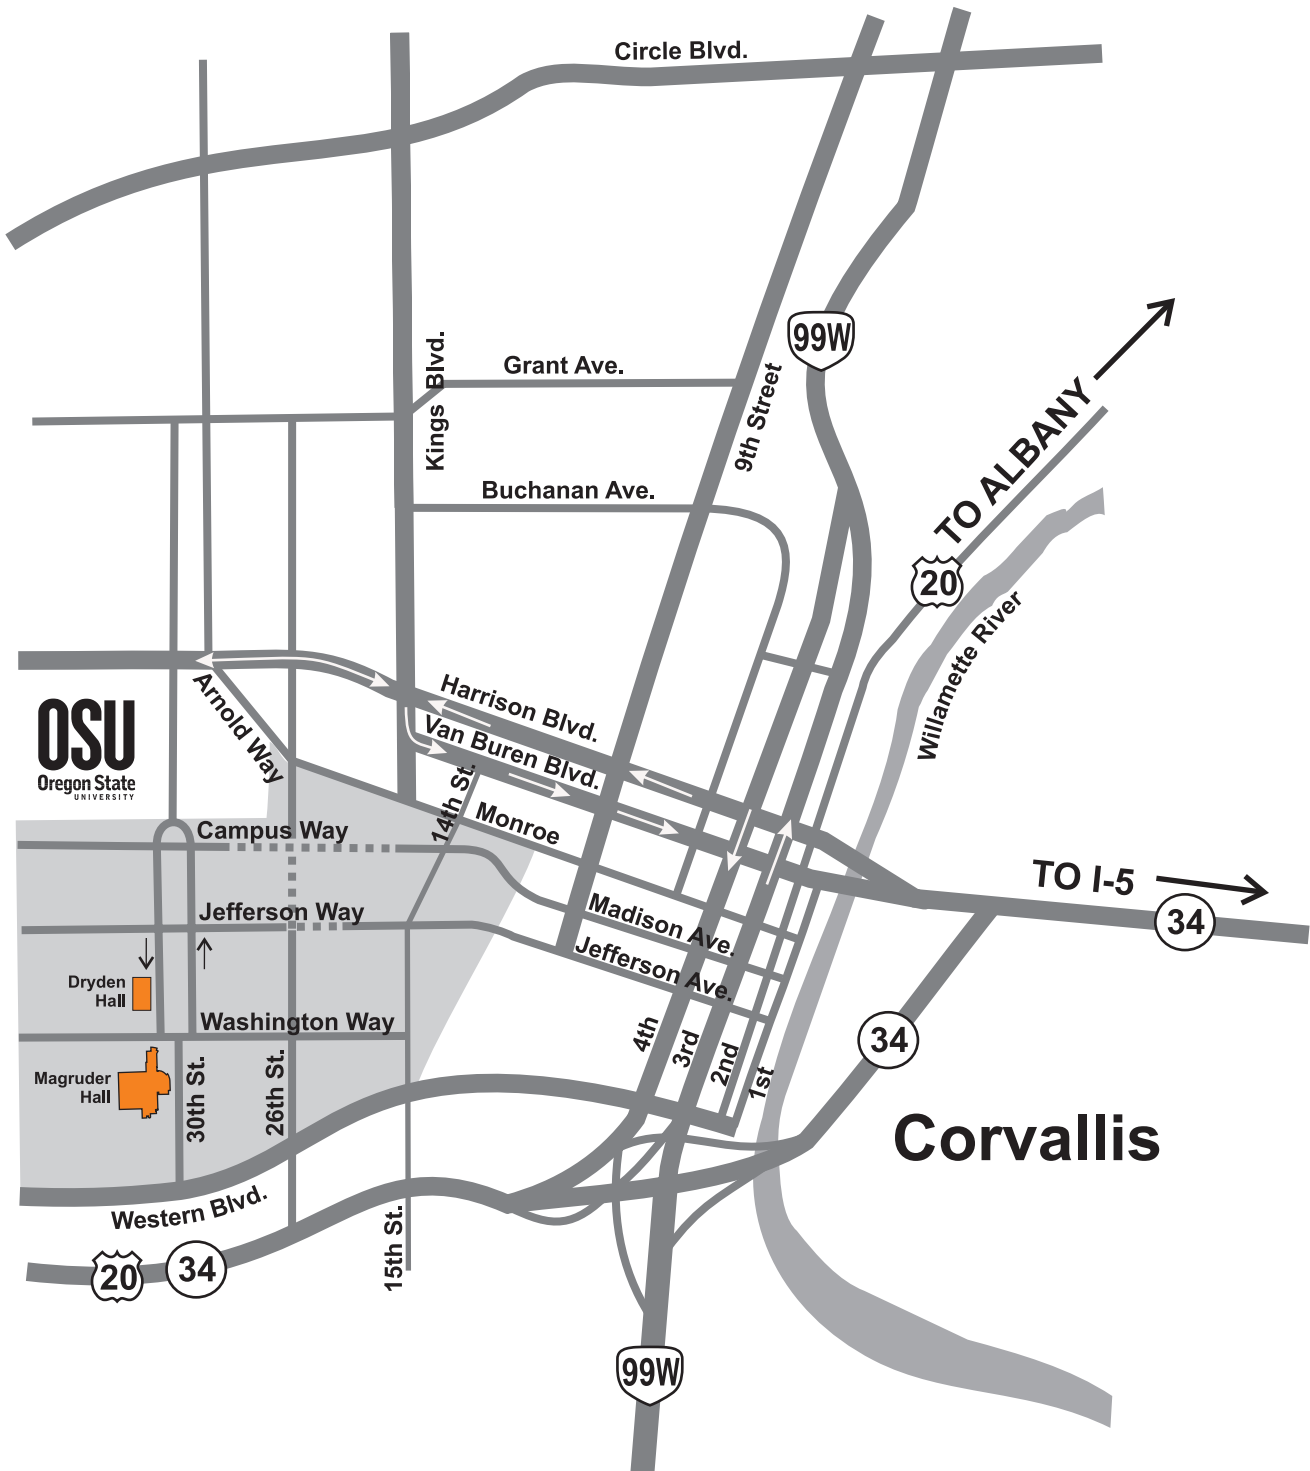 Circle Blvd.
99W
Grant Ave.
Kings Blvd.
9th Street
TO ALBANY
Buchanan Ave.
20
Willamette River
Harrison Blvd.
Arnold Way
OSU
Oregon State
UNIVERSITY
Van Buren Blvd.
14th St.
Monroe
Campus Way
TO I-5
34
Jefferson Way
Madison Ave.
Jefferson Ave.
Dryden
Hall
Washington Way
4th
3rd
2nd
1st
34
Magruder
Hall
30th St.
26th St.
Corvallis
Western Blvd.
15th St.
20
34
99W